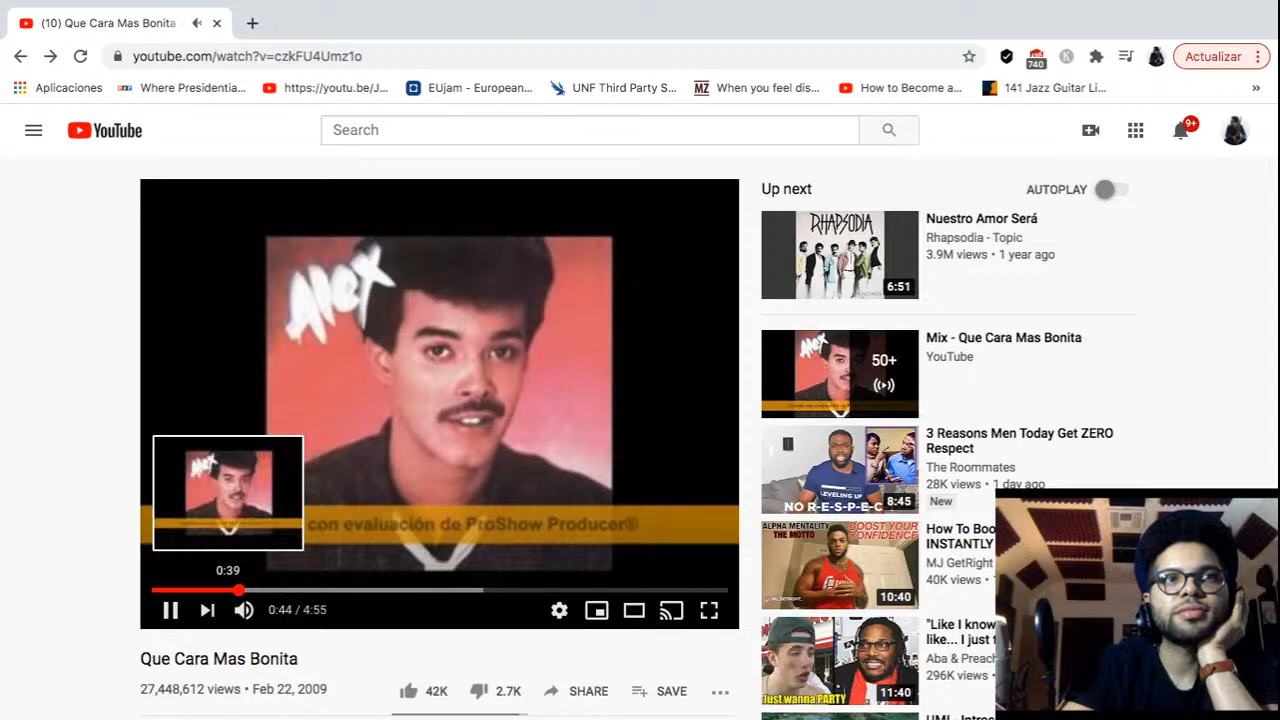 (10) Que Cara Mas Bonita
youtube.com/watch?v=czkFU4Umz1o
740
K
Actualizar
Aplicaciones
Where Presidentia...
https://youtu.be/J...
EUjam - European...
UNF Third Party S...
MZ
When you feel dis...
How to Become a...
141 Jazz Guitar Li...
YouTube
Search
9+
Alex
con evaluación de ProShow Producer®
0:39
0:44 / 4:55
Que Cara Mas Bonita
27,448,612 views • Feb 22, 2009
42K
2.7K
SHARE
SAVE
Up next
AUTOPLAY
RHAPSODIA
6:51
Nuestro Amor Será
Rhapsodia - Topic
3.9M views • 1 year ago
Alex
50+
Mix - Que Cara Mas Bonita
YouTube
LEVELING UP
NO R-E-S-P-E-C
8:45
3 Reasons Men Today Get ZERO
Respect
The Roommates
28K views • 1 day ago
New
ALPHA MENTALITY
THE MOTTO
BOOST YOUR
CONFIDENCE
10:40
How To Boo
INSTANTLY
MJ GetRight
40K views •
Just wanna PARTY
11:40
"Like I know
like... I just
Aba & Preach
296K views